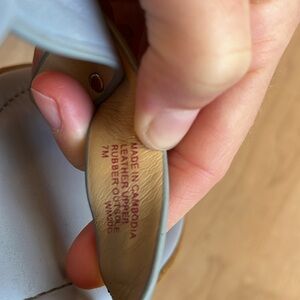 MADE IN CAMBODIA
LEATHER UPPER
RUBBER OUTSOLE
7M